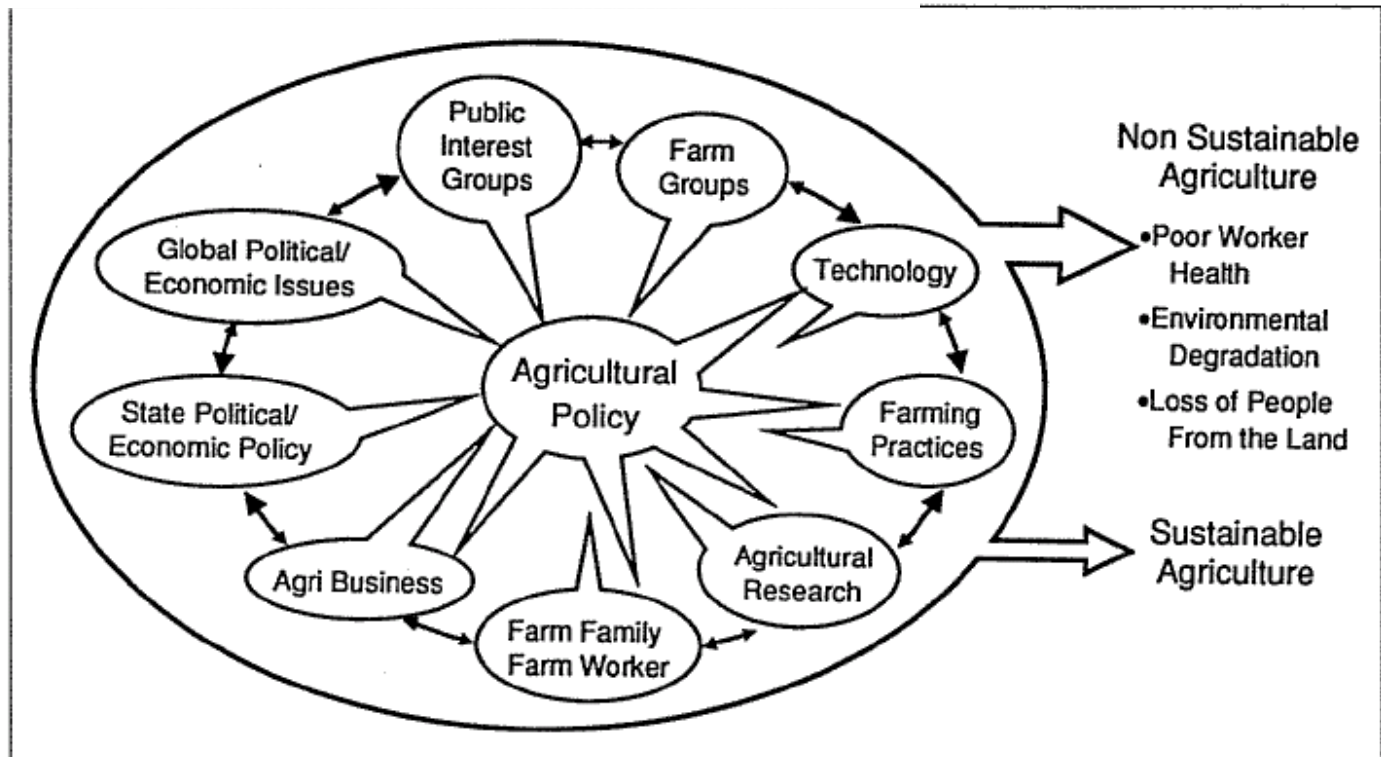 Public
Interest
Groups
Farm
Groups
Global Political/
Economic Issues
Technology
Agricultural
Policy
State Political/
Economic Policy
Farming
Practices
Agri Business
Agricultural
Research
Farm Family
Farm Worker
Non Sustainable
Agriculture
•Poor Worker
Health
•Environmental
Degradation
•Loss of People
From the Land
Sustainable
Agriculture